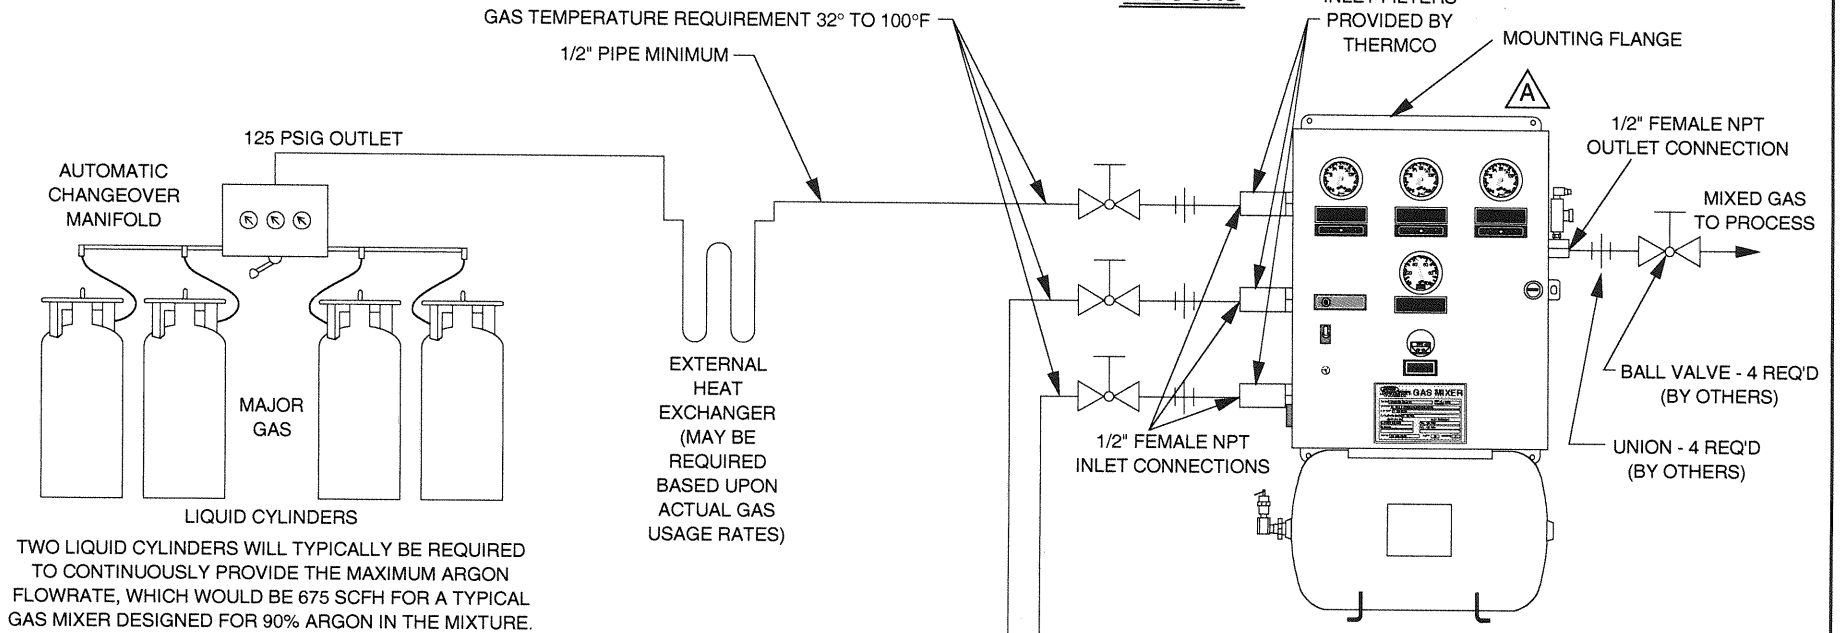 GAS TEMPERATURE REQUIREMENT 32° TO 100°F
1/2" PIPE MINIMUM
PROVIDED BY
THERMCO
MOUNTING FLANGE
A
1/2" FEMALE NPT
OUTLET CONNECTION
MIXED GAS
TO PROCESS
125 PSIG OUTLET
AUTOMATIC
CHANGEOVER
MANIFOLD
MAJOR
GAS
EXTERNAL
HEAT
EXCHANGER
(MAY BE
REQUIRED
BASED UPON
ACTUAL GAS
USAGE RATES)
1/2" FEMALE NPT
INLET CONNECTIONS
GAS MIXER
BALL VALVE - 4 REQ'D
(BY OTHERS)
UNION - 4 REQ'D
(BY OTHERS)
LIQUID CYLINDERS
TWO LIQUID CYLINDERS WILL TYPICALLY BE REQUIRED
TO CONTINUOUSLY PROVIDE THE MAXIMUM ARGON
FLOWRATE, WHICH WOULD BE 675 SCFH FOR A TYPICAL
GAS MIXER DESIGNED FOR 90% ARGON IN THE MIXTURE.